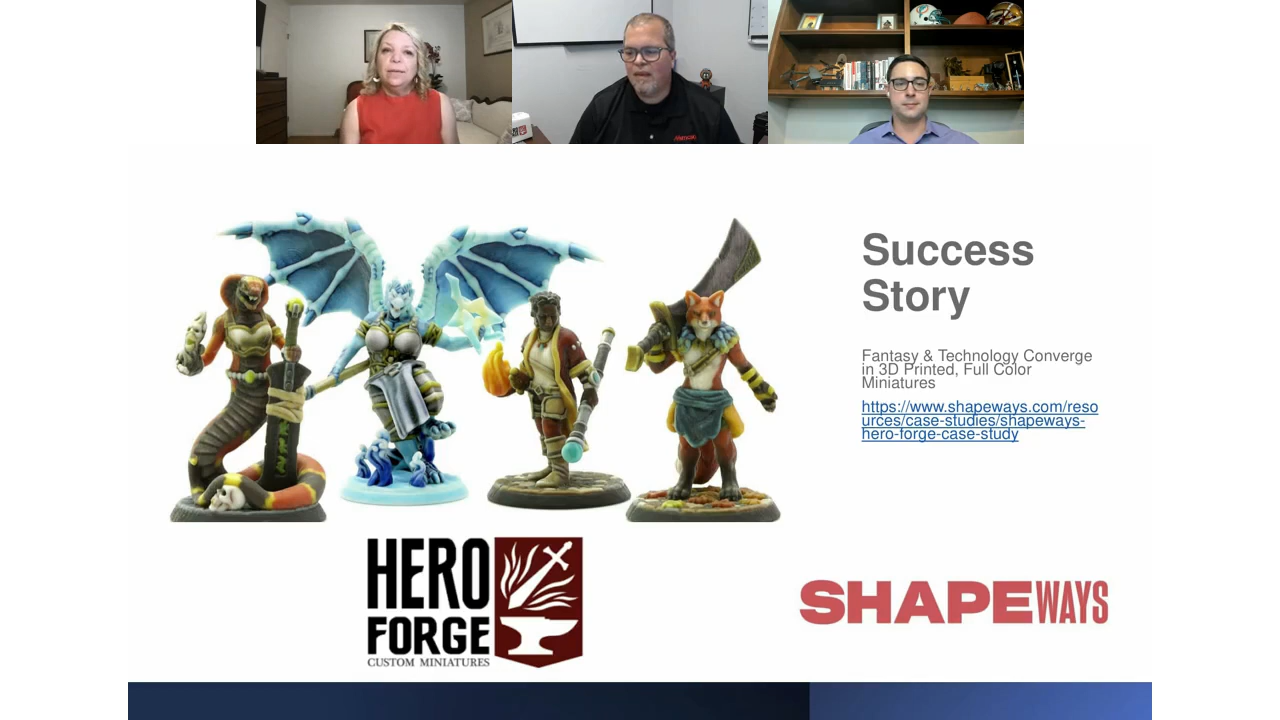 Success
Story
Fantasy & Technology Converge
in 3D Printed, Full Color
Miniatures
https://www.shapeways.com/reso
urces/case-studies/shapeways-
hero-forge-case-study
HERO
FORGE
CUSTOM MINIATURES
SHAPEWAYS